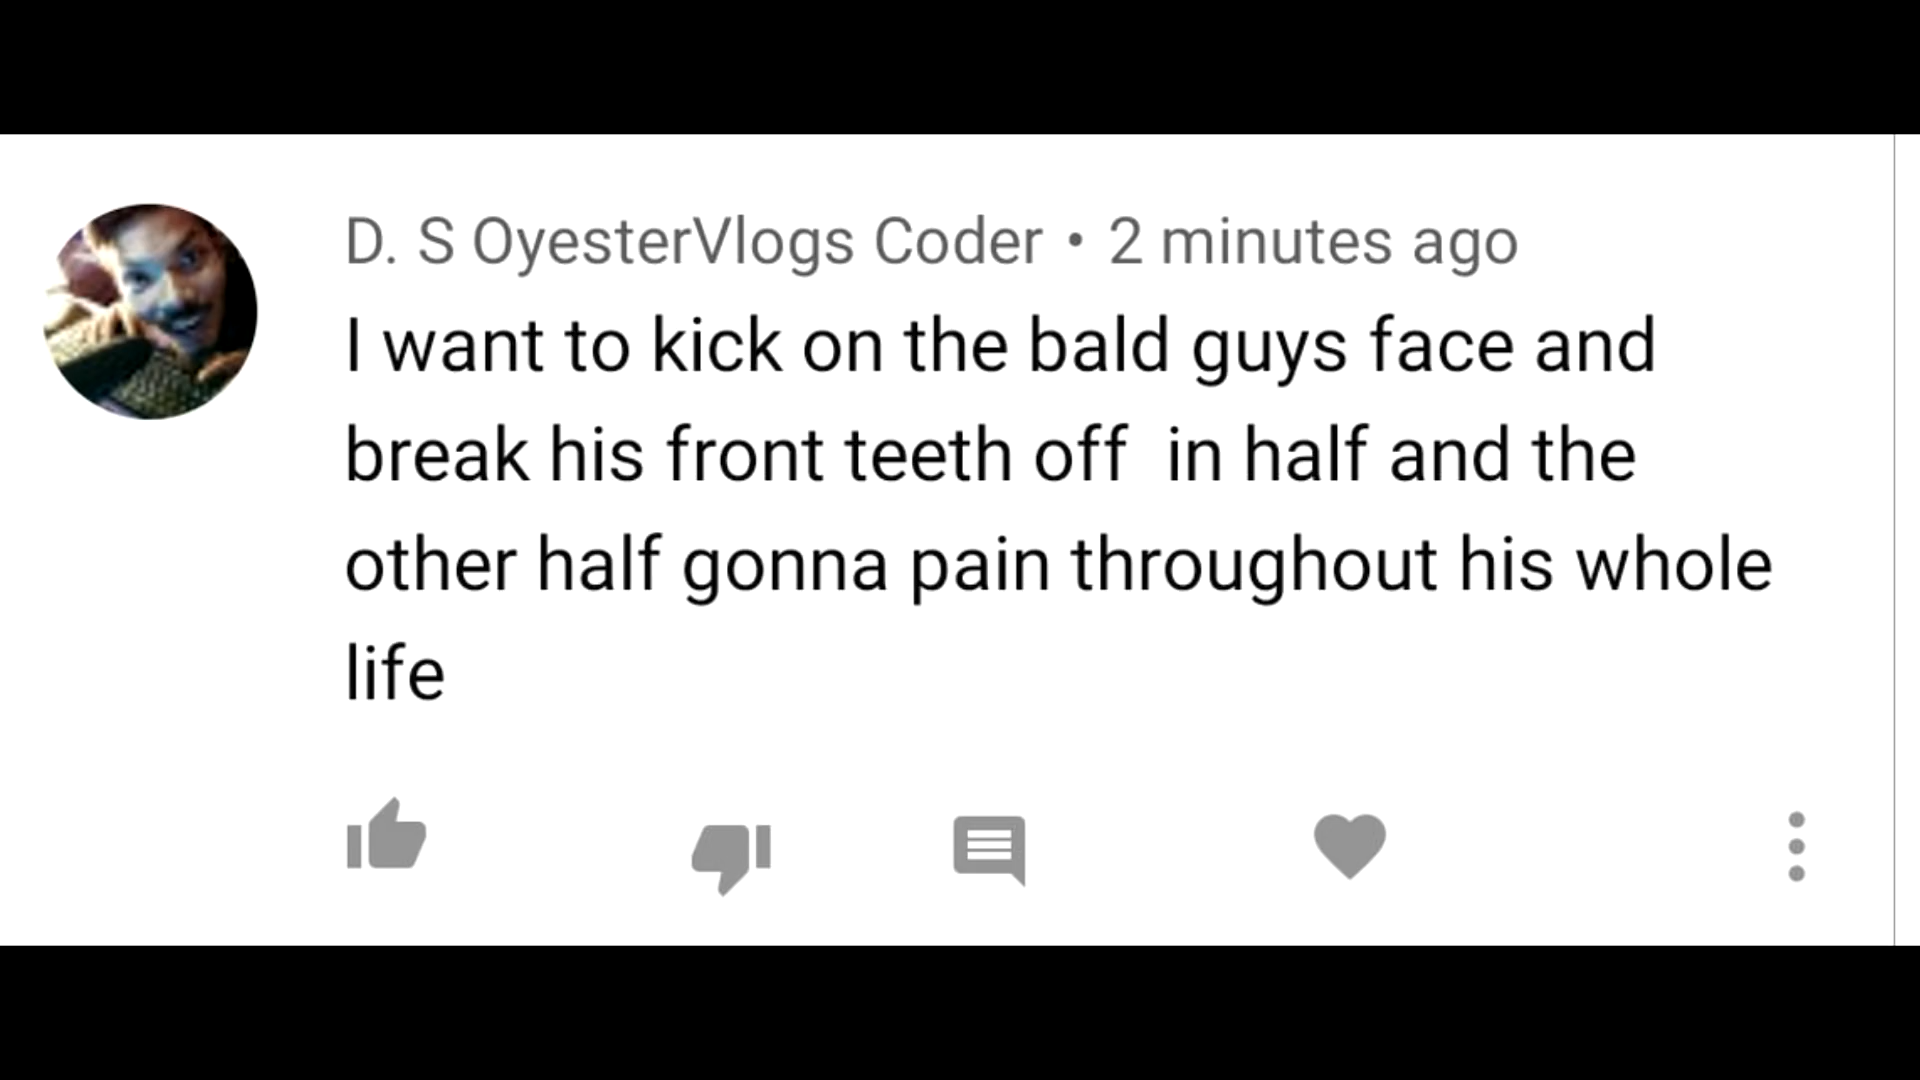 D. S OyesterVlogs Coder • 2 minutes ago
I want to kick on the bald guys face and
break his front teeth off  in half and the
other half gonna pain throughout his whole
life